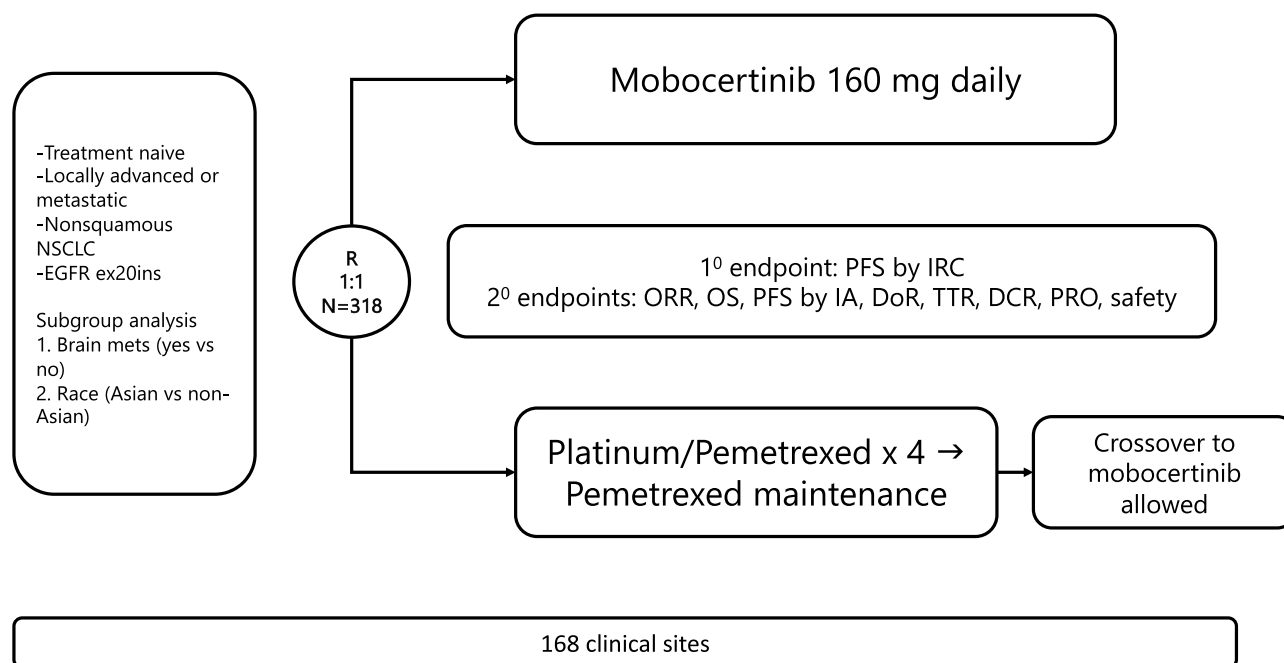 Mobocertinib 160 mg daily
-Treatment naive
-Locally advanced or
metastatic
-Nonsquamous
NSCLC
-EGFR ex20ins
Subgroup analysis
1. Brain mets (yes vs
no)
2. Race (Asian vs non-
Asian)
R
1:1
N=318
1⁰ endpoint: PFS by IRC
2⁰ endpoints: ORR, OS, PFS by IA, DoR, TTR, DCR, PRO, safety
Platinum/Pemetrexed x 4 →
Pemetrexed maintenance
Crossover to
mobocertinib
allowed
168 clinical sites